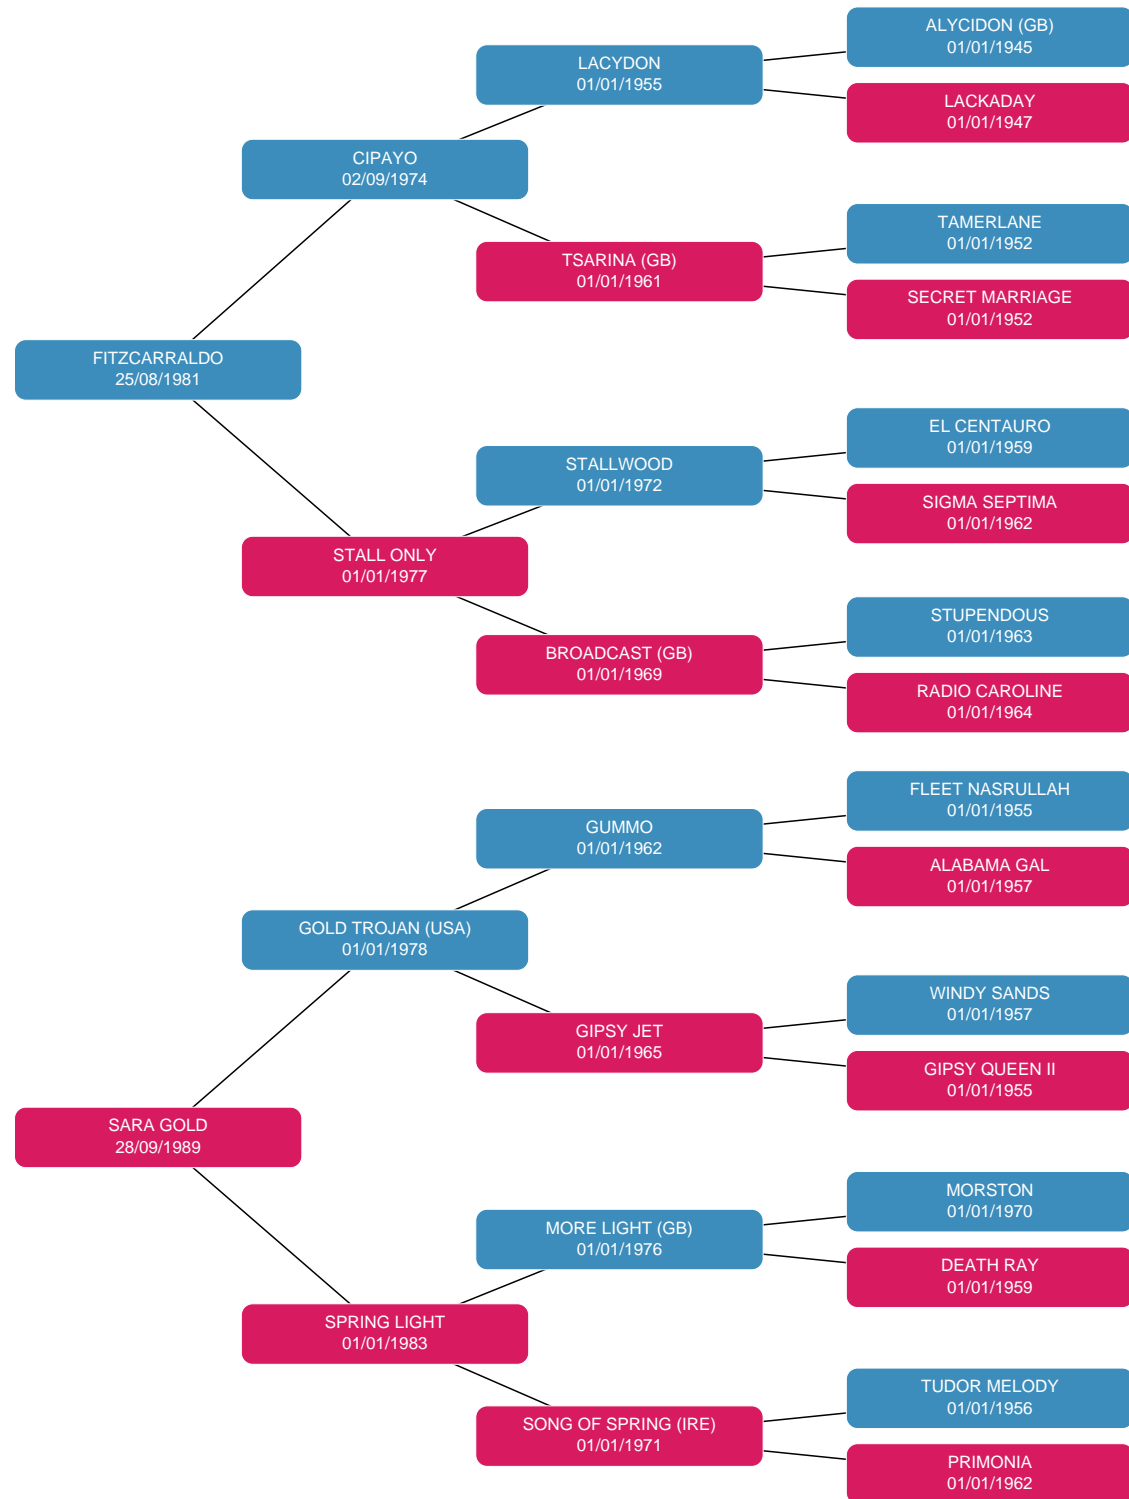 ALYCIDON (GB)
01/01/1945
LACYDON
01/01/1955
LACKADAY
01/01/1947
CIPAYO
02/09/1974
TAMERLANE
01/01/1952
TSARINA (GB)
01/01/1961
SECRET MARRIAGE
01/01/1952
FITZCARRALDO
25/08/1981
EL CENTAURO
01/01/1959
STALLWOOD
01/01/1972
SIGMA SEPTIMA
01/01/1962
STALL ONLY
01/01/1977
STUPENDOUS
01/01/1963
BROADCAST (GB)
01/01/1969
RADIO CAROLINE
01/01/1964
FLEET NASRULLAH
01/01/1955
GUMMO
01/01/1962
ALABAMA GAL
01/01/1957
GOLD TROJAN (USA)
01/01/1978
WINDY SANDS
01/01/1957
GIPSY JET
01/01/1965
GIPSY QUEEN II
01/01/1955
SARA GOLD
28/09/1989
MORSTON
01/01/1970
MORE LIGHT (GB)
01/01/1976
DEATH RAY
01/01/1959
SPRING LIGHT
01/01/1983
TUDOR MELODY
01/01/1956
SONG OF SPRING (IRE)
01/01/1971
PRIMONIA
01/01/1962